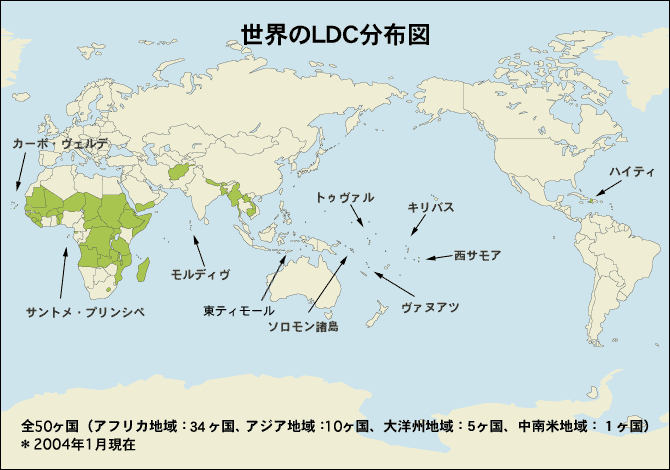 世界のLDC分布図
カーボ・ヴェルデ
ハイティ
トゥヴァル
キリバス
西サモア
モルディヴ
東ティモール
ヴァヌアツ
サントメ・プリンシペ
ソロモン諸島
全50ヶ国（アフリカ地域：34ヶ国、アジア地域：10ヶ国、大洋州地域：5ヶ国、中南米地域：1ヶ国）
＊2004年1月現在